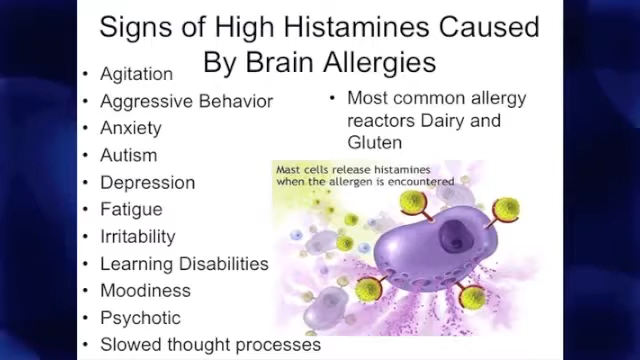 Signs of High Histamines Caused
By Brain Allergies
• Agitation
• Aggressive Behavior
• Anxiety
• Autism
• Depression
• Fatigue
• Irritability
• Learning Disabilities
• Moodiness
• Psychotic
• Slowed thought processes
• Most common allergy
reactors Dairy and
Gluten
Mast cells release histamines
when the allergen is encountered